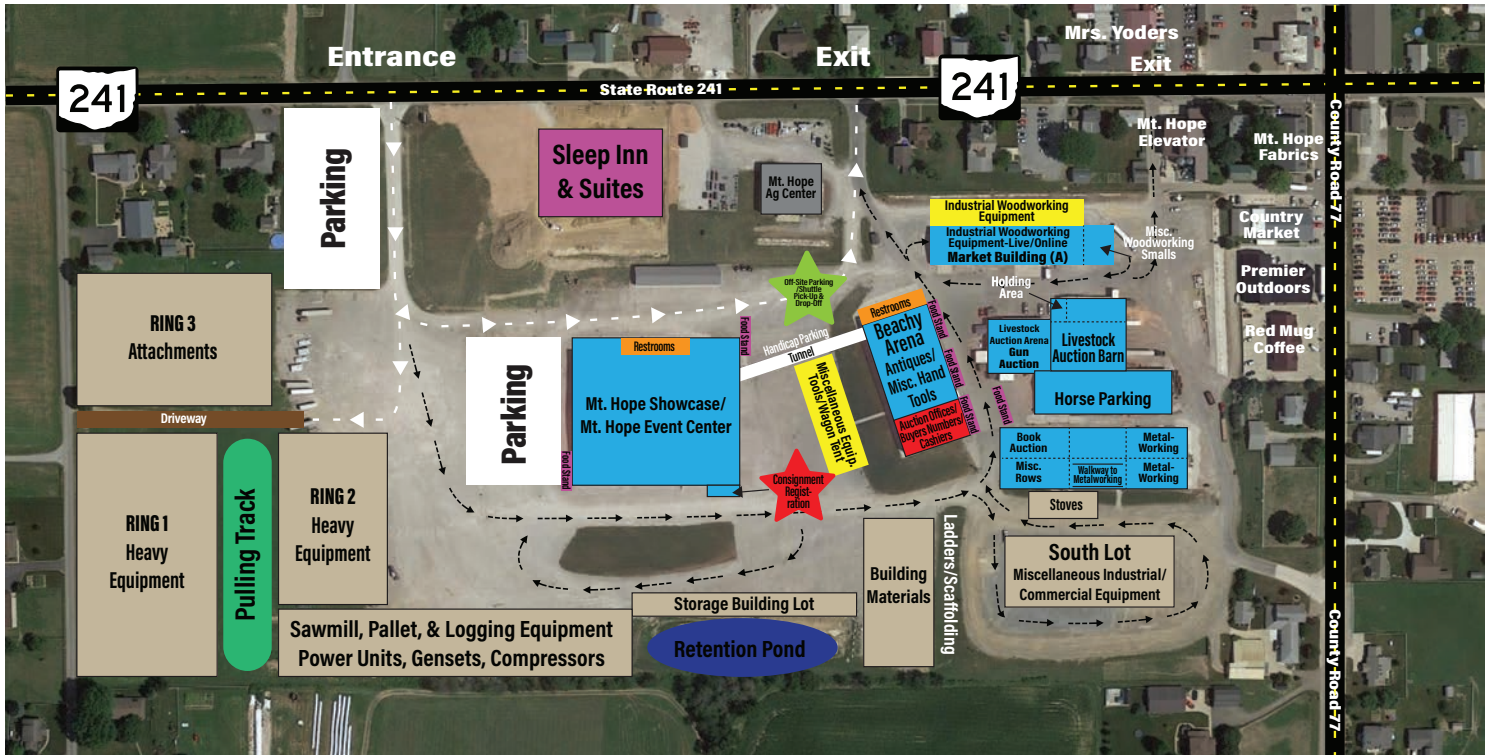 Entrance
Exit
Mrs. Yoders
Exit
241
State Route 241
241
County Road 77
Parking
Sleep Inn
& Suites
Mt. Hope
Ag Center
Mt. Hope
Elevator
Mt. Hope
Fabrics
Industrial Woodworking
Equipment
Industrial Woodworking
Equipment-Live/Online
Market Building (A)
Misc.
Woodworking
Smalls
Country
Market
Premier
Outdoors
Red Mug
Coffee
Off-Site Parking
/Shuttle
Pick-Up &
Drop-Off
Holding
Area
RING 3
Attachments
Driveway
Parking
Food Stand
Restrooms
Handicap Parking
Tunnel
Restrooms
Beachy
Arena
Antiques/
Misc. Hand
Tools
Food Stand
Food Stand
Food Stand
Food Stand
Livestock
Auction Arena
Gun
Auction
Livestock
Auction Barn
Horse Parking
Mt. Hope Showcase/
Mt. Hope Event Center
Food Stand
Miscellaneous Equip.
Tools/Wagon Tent
Auction Offices/
Buyers Numbers/
Cashiers
Book
Auction
Metal-
Working
Misc.
Rows
Walkway to
Metalworking
Metal-
Working
Consignment
Regist-
ration
Stoves
RING 1
Heavy
Equipment
Pulling Track
RING 2
Heavy
Equipment
Building
Materials
Ladders/Scaffolding
South Lot
Miscellaneous Industrial/
Commercial Equipment
Storage Building Lot
Sawmill, Pallet, & Logging Equipment
Power Units, Gensets, Compressors
Retention Pond
County Road 77